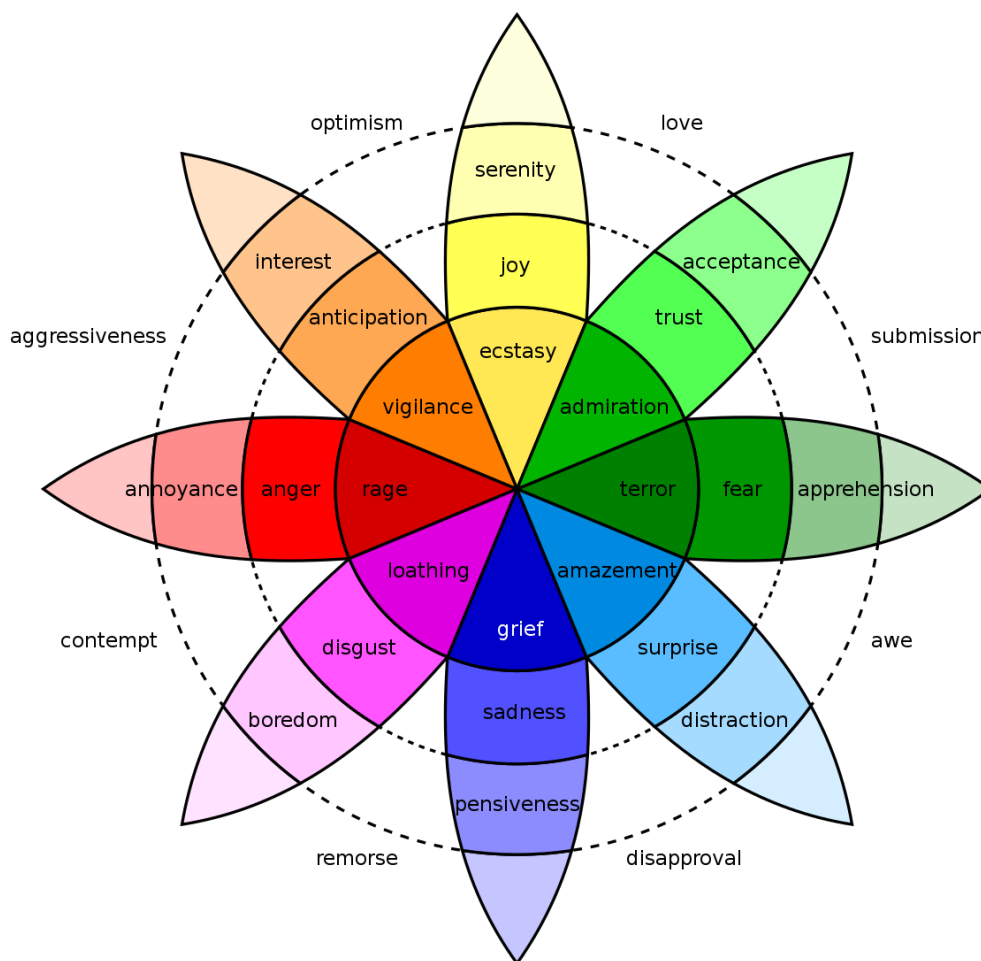 optimism
love
serenity
interest
acceptance
joy
anticipation
trust
aggressiveness
submission
ecstasy
vigilance
admiration
annoyance
anger
rage
terror
fear
apprehension
loathing
amazement
grief
contempt
awe
disgust
surprise
sadness
boredom
distraction
pensiveness
remorse
disapproval